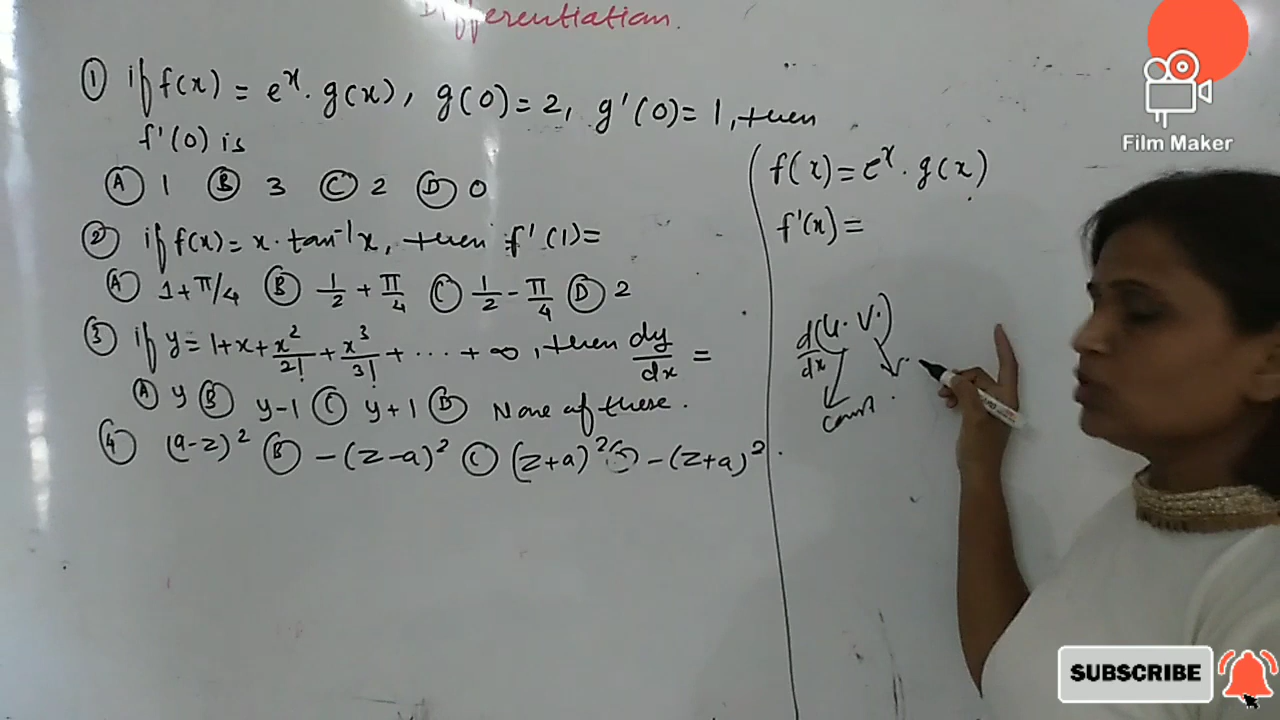 Differentiation.
① if f(x) = eˣ. g(x), g(0) = 2, g'(0) = 1, then
f'(0) is
Ⓐ 1 Ⓑ 3 Ⓒ 2 Ⓓ 0
② if f(x) = x. tan⁻¹x, then f'(1) =
Ⓐ 1+π/4 Ⓑ 1/2 + π/4 Ⓒ 1/2 - π/4 Ⓓ 2
③ if y = 1+x+x²/2! + x³/3! + ... + ∞, then dy/dx =
Ⓐ y Ⓑ y-1 Ⓒ y+1 Ⓓ None of these.
④ (a-z)² Ⓑ -(z-a)² Ⓒ (z+a)² Ⓓ -(z+a)².
f(x) = eˣ. g(x)
f'(x) =
d/dx (u. v.)
const
Film Maker
SUBSCRIBE